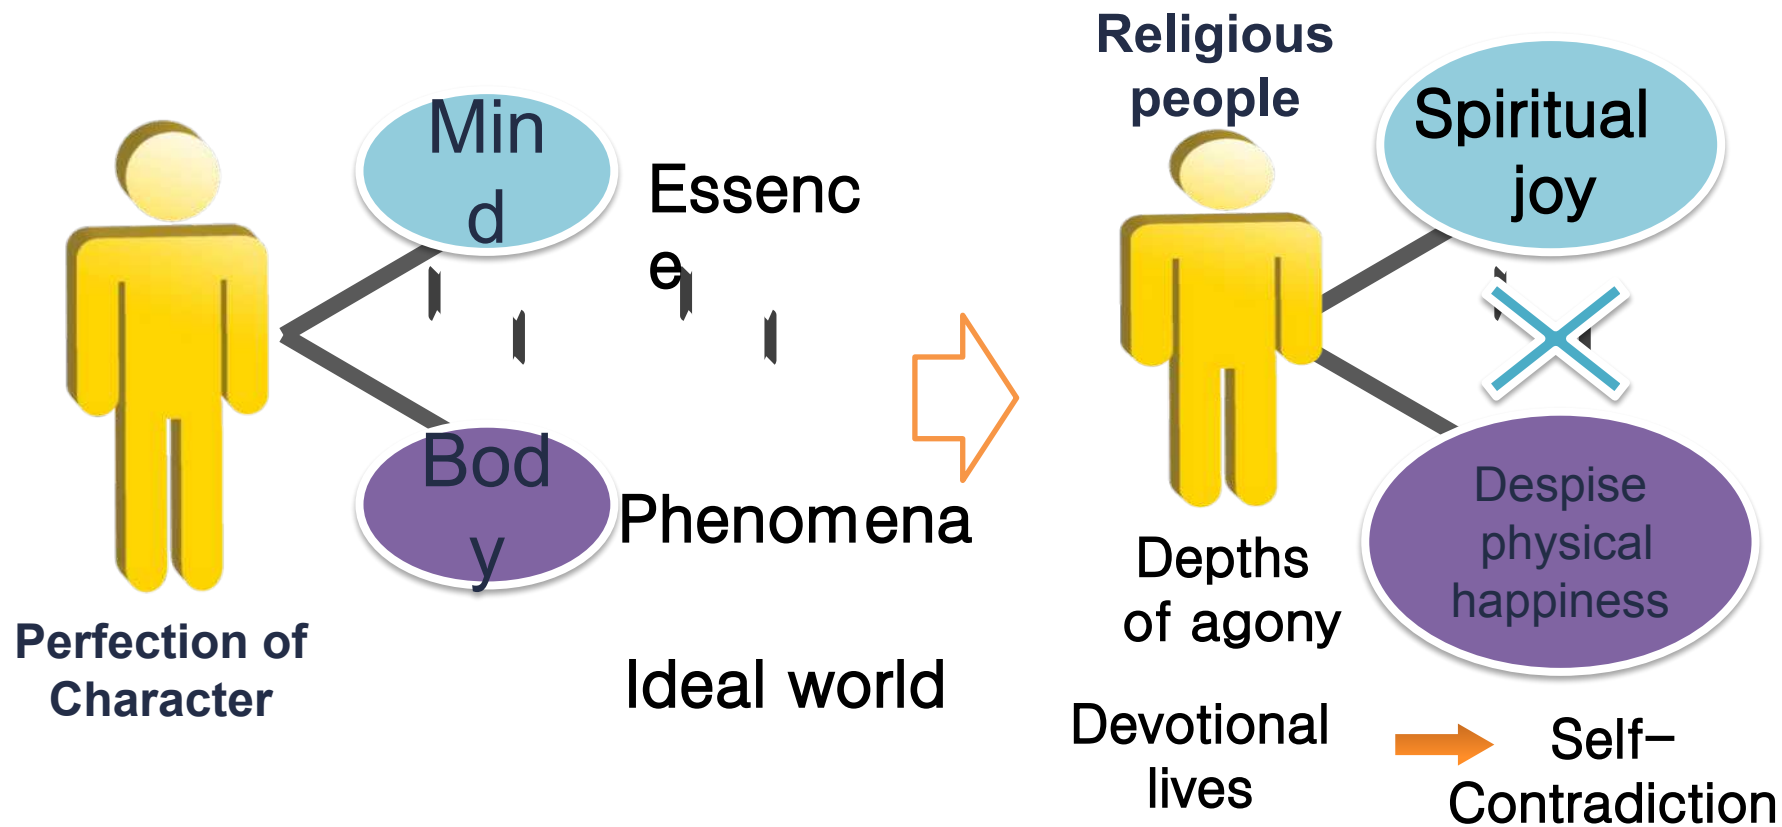 Min
d
Essenc
e
Bod
y
Phenomena
Perfection of
Character
Ideal world
Religious
people
Spiritual
joy
Despise
physical
happiness
Depths
of agony
Devotional
lives
Self-
Contradiction